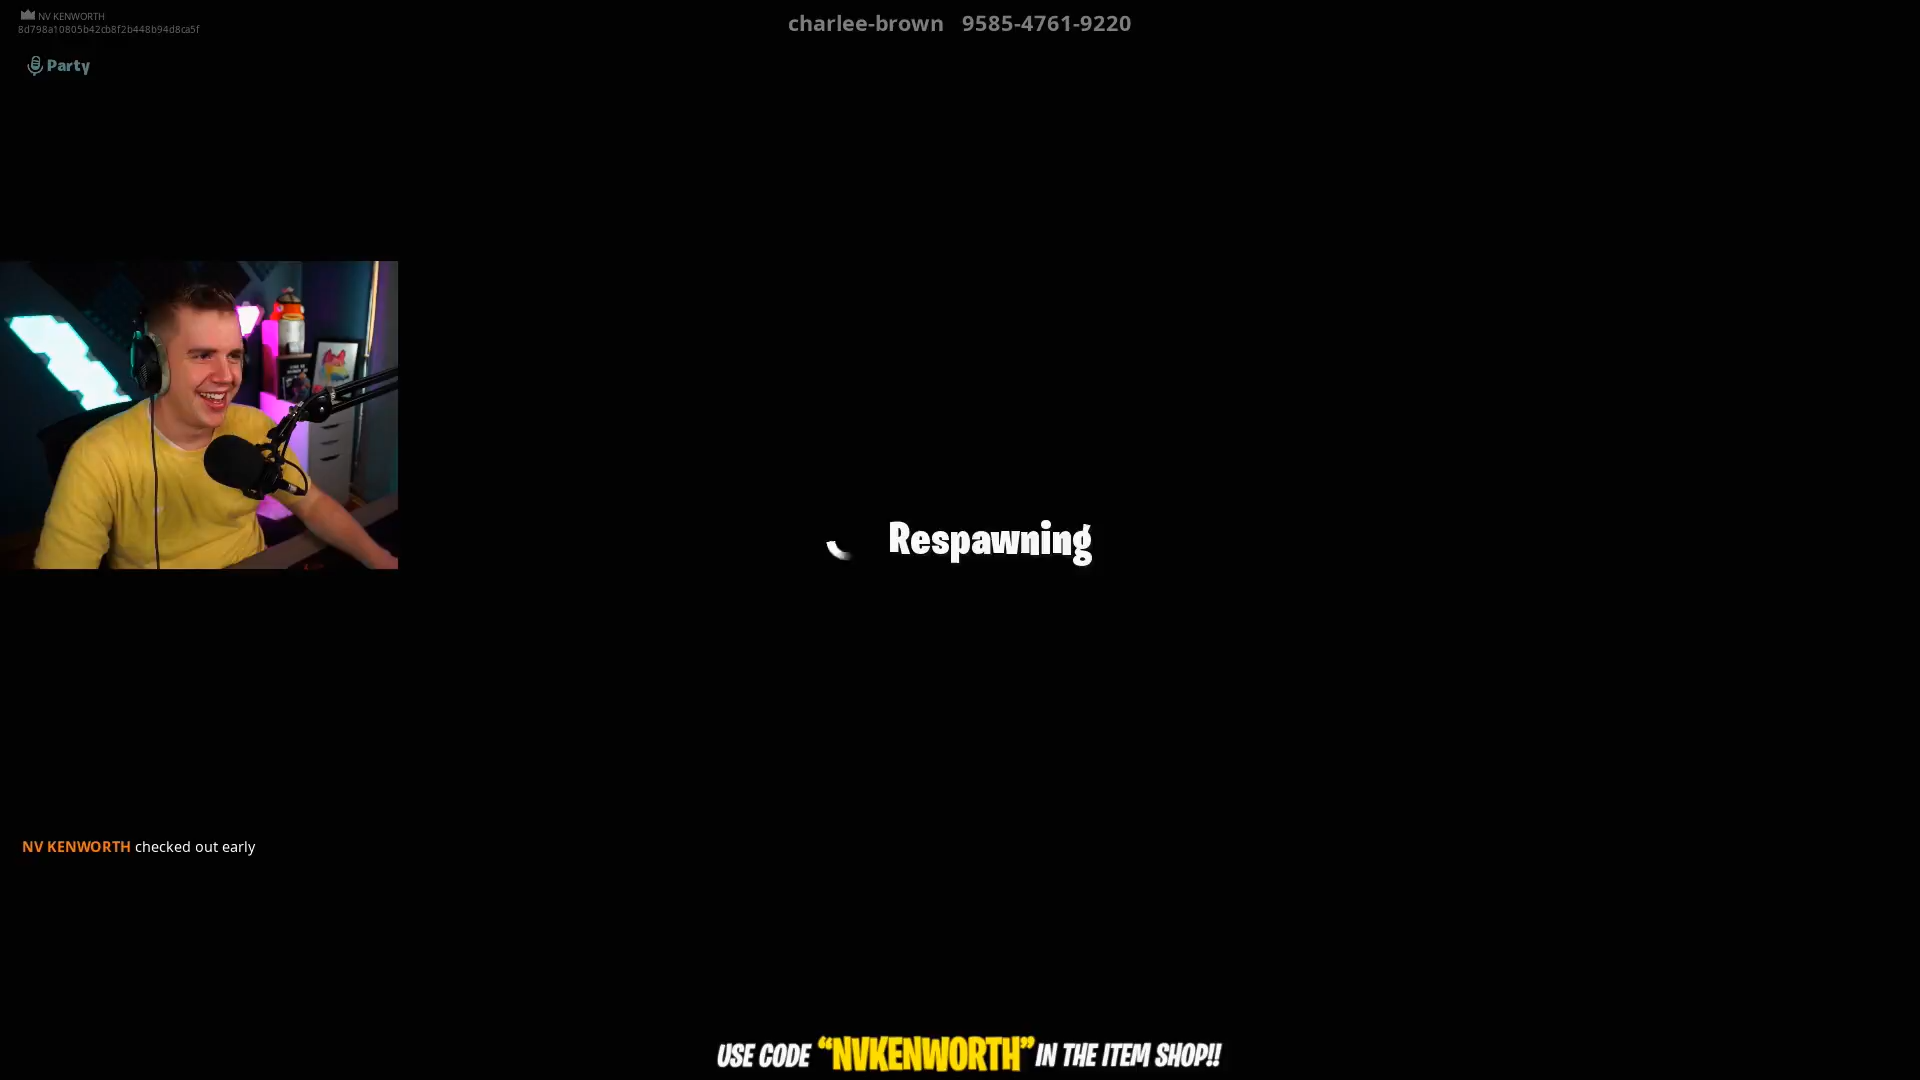 NV KENWORTH
8d798a10805b42cb8f2b448b94d8ca5f
charlee-brown 9585-4761-9220
Party
Respawning
NV KENWORTH checked out early
USE CODE “NVKENWORTH” IN THE ITEM SHOP!!